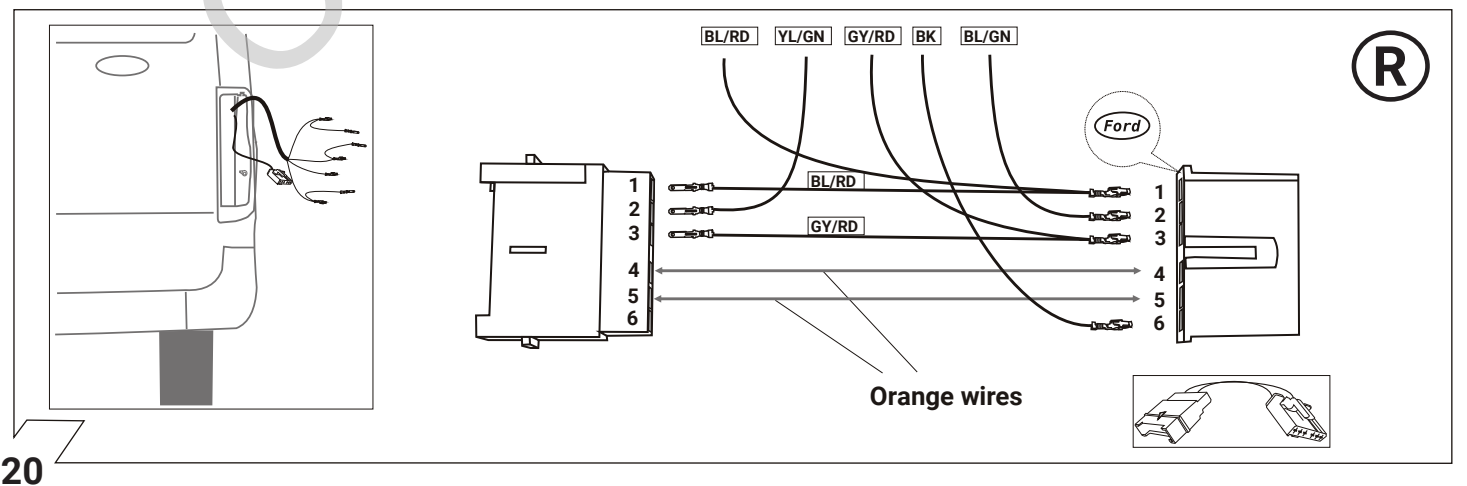 BL/RD YL/GN GY/RD BK BL/GN
R
Ford
1 BL/RD 1
2 2
3 GY/RD 3
4 4
5 5
6 6
Orange wires
20